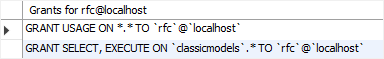 Grants for rfc@localhost
GRANT USAGE ON *.* TO `rfc`@`localhost`
GRANT SELECT, EXECUTE ON `classicmodels`.* TO `rfc`@`localhost`